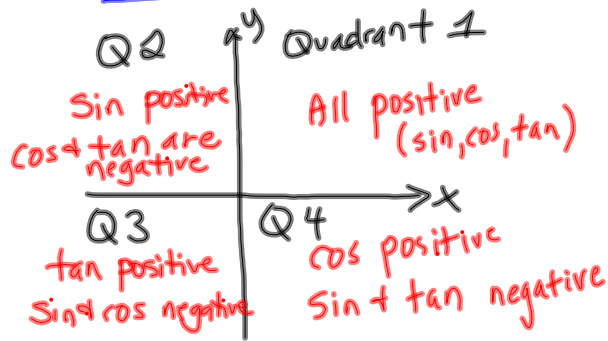 y
Q2
Quadrant 1
Sin positive
cos & tan are
negative
All positive
(sin, cos, tan)
x
Q3
Q4
tan positive
sin & cos negative
cos positive
Sin & tan negative